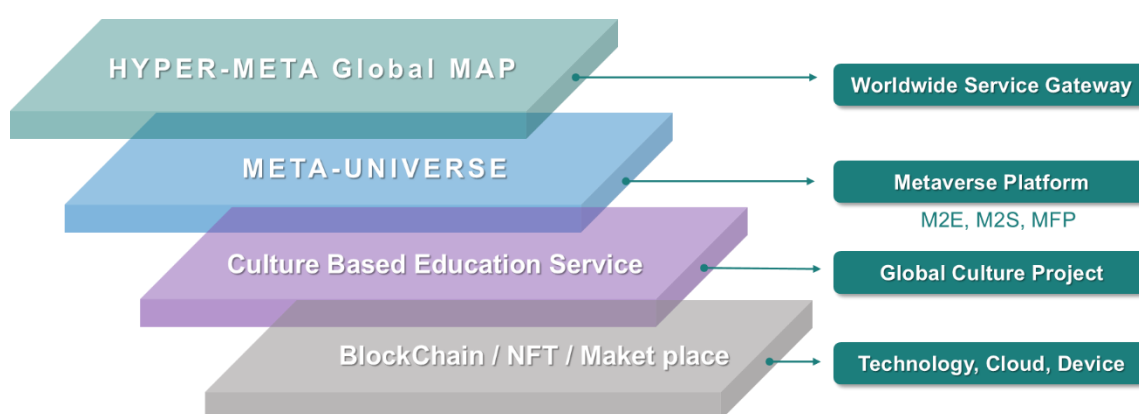 HYPER-META Global MAP
Worldwide Service Gateway
META-UNIVERSE
Metaverse Platform
M2E, M2S, MFP
Culture Based Education Service
Global Culture Project
BlockChain / NFT / Maket place
Technology, Cloud, Device